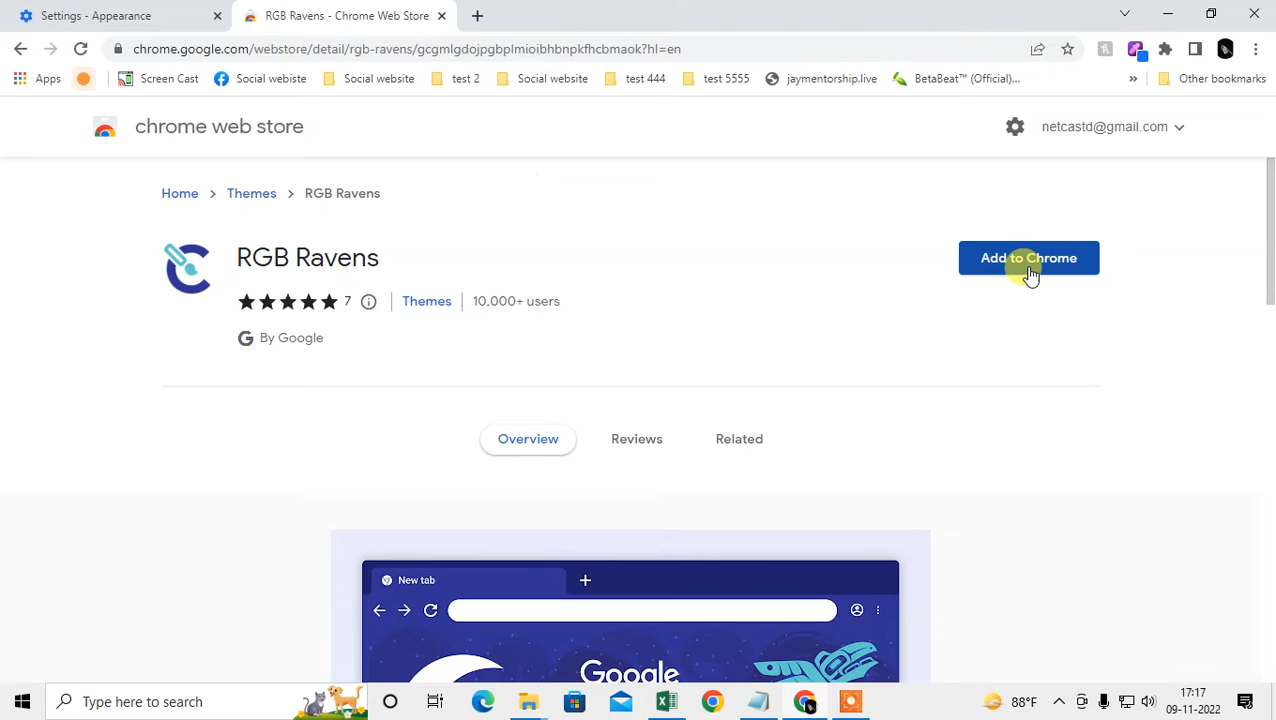 Settings - Appearance
RGB Ravens - Chrome Web Store
chrome.google.com/webstore/detail/rgb-ravens/gcgmlgdojpgbplmioibhbnpkfhcbmaok?hl=en
Apps
Screen Cast
Social webiste
Social website
test 2
Social website
test 444
test 5555
jaymentorship.live
BetaBeat™ (Official)...
»
Other bookmarks
chrome web store
netcastd@gmail.com
Home > Themes > RGB Ravens
RGB Ravens
Add to Chrome
7
Themes
10,000+ users
By Google
Overview
Reviews
Related
New tab
Google
Type here to search
88°F
17:17
09-11-2022